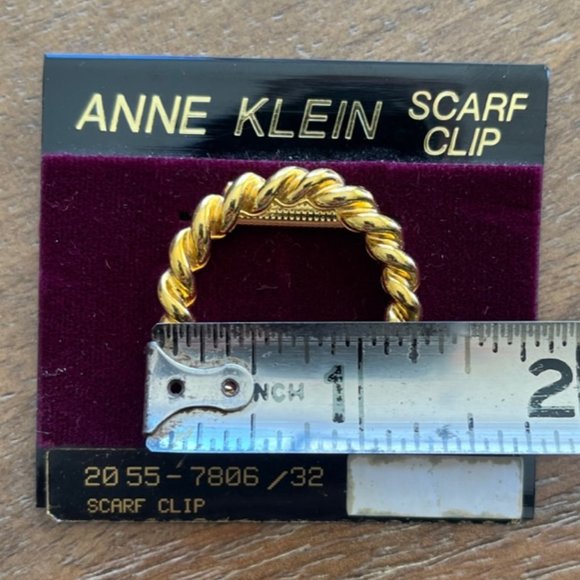 ANNE KLEIN SCARF
CLIP
INCH 1 2
2055-7806/32
SCARF CLIP